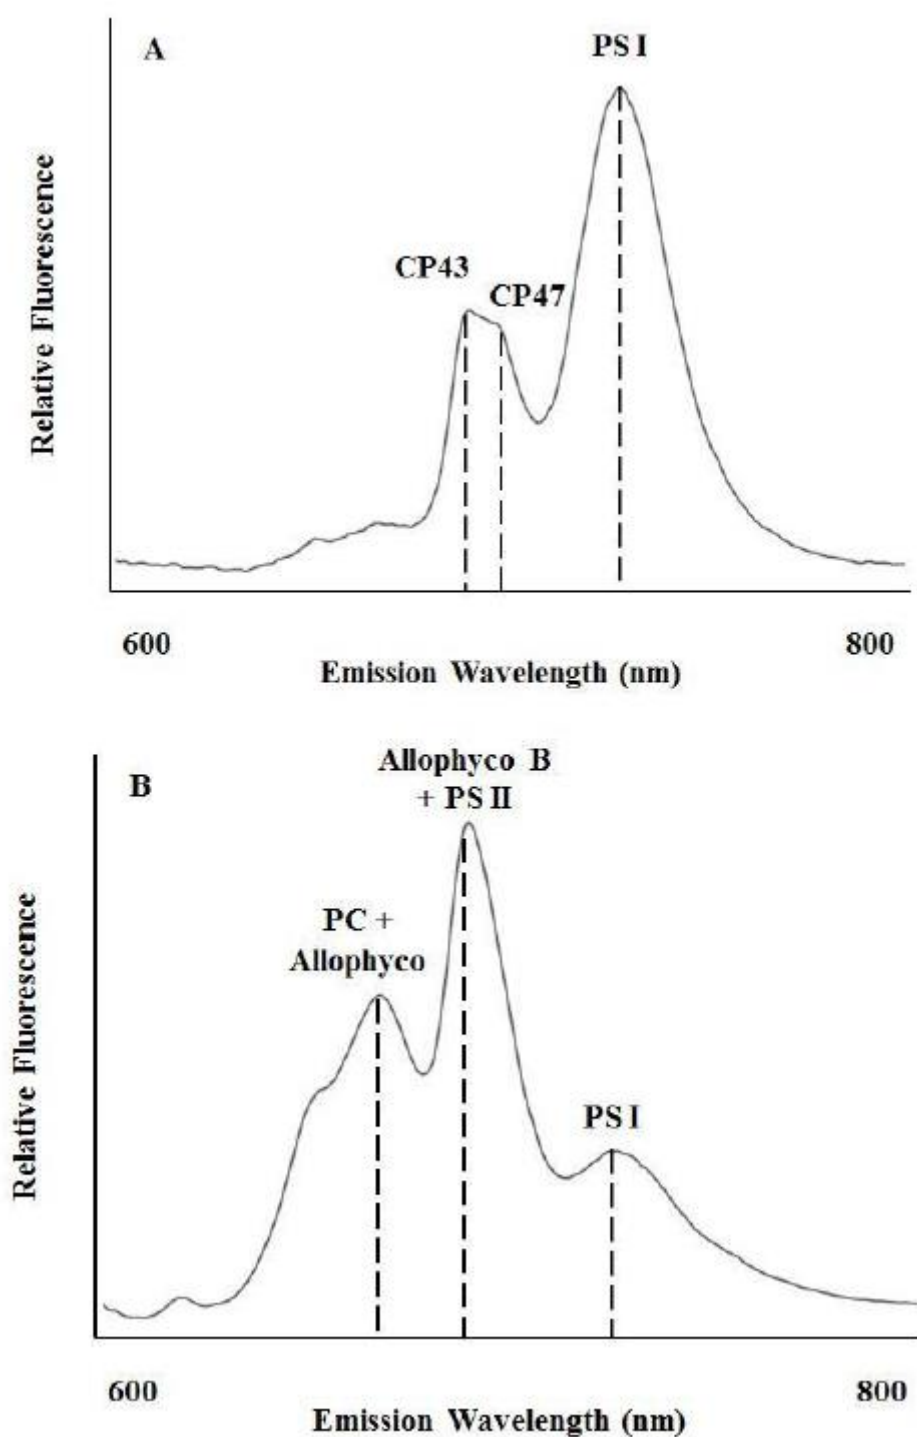 A
PS I
CP43
CP47
Relative Fluorescence
600
800
Emission Wavelength (nm)
B
Allophyco B
+ PS II
PC +
Allophyco
PS I
Relative Fluorescence
600
800
Emission Wavelength (nm)